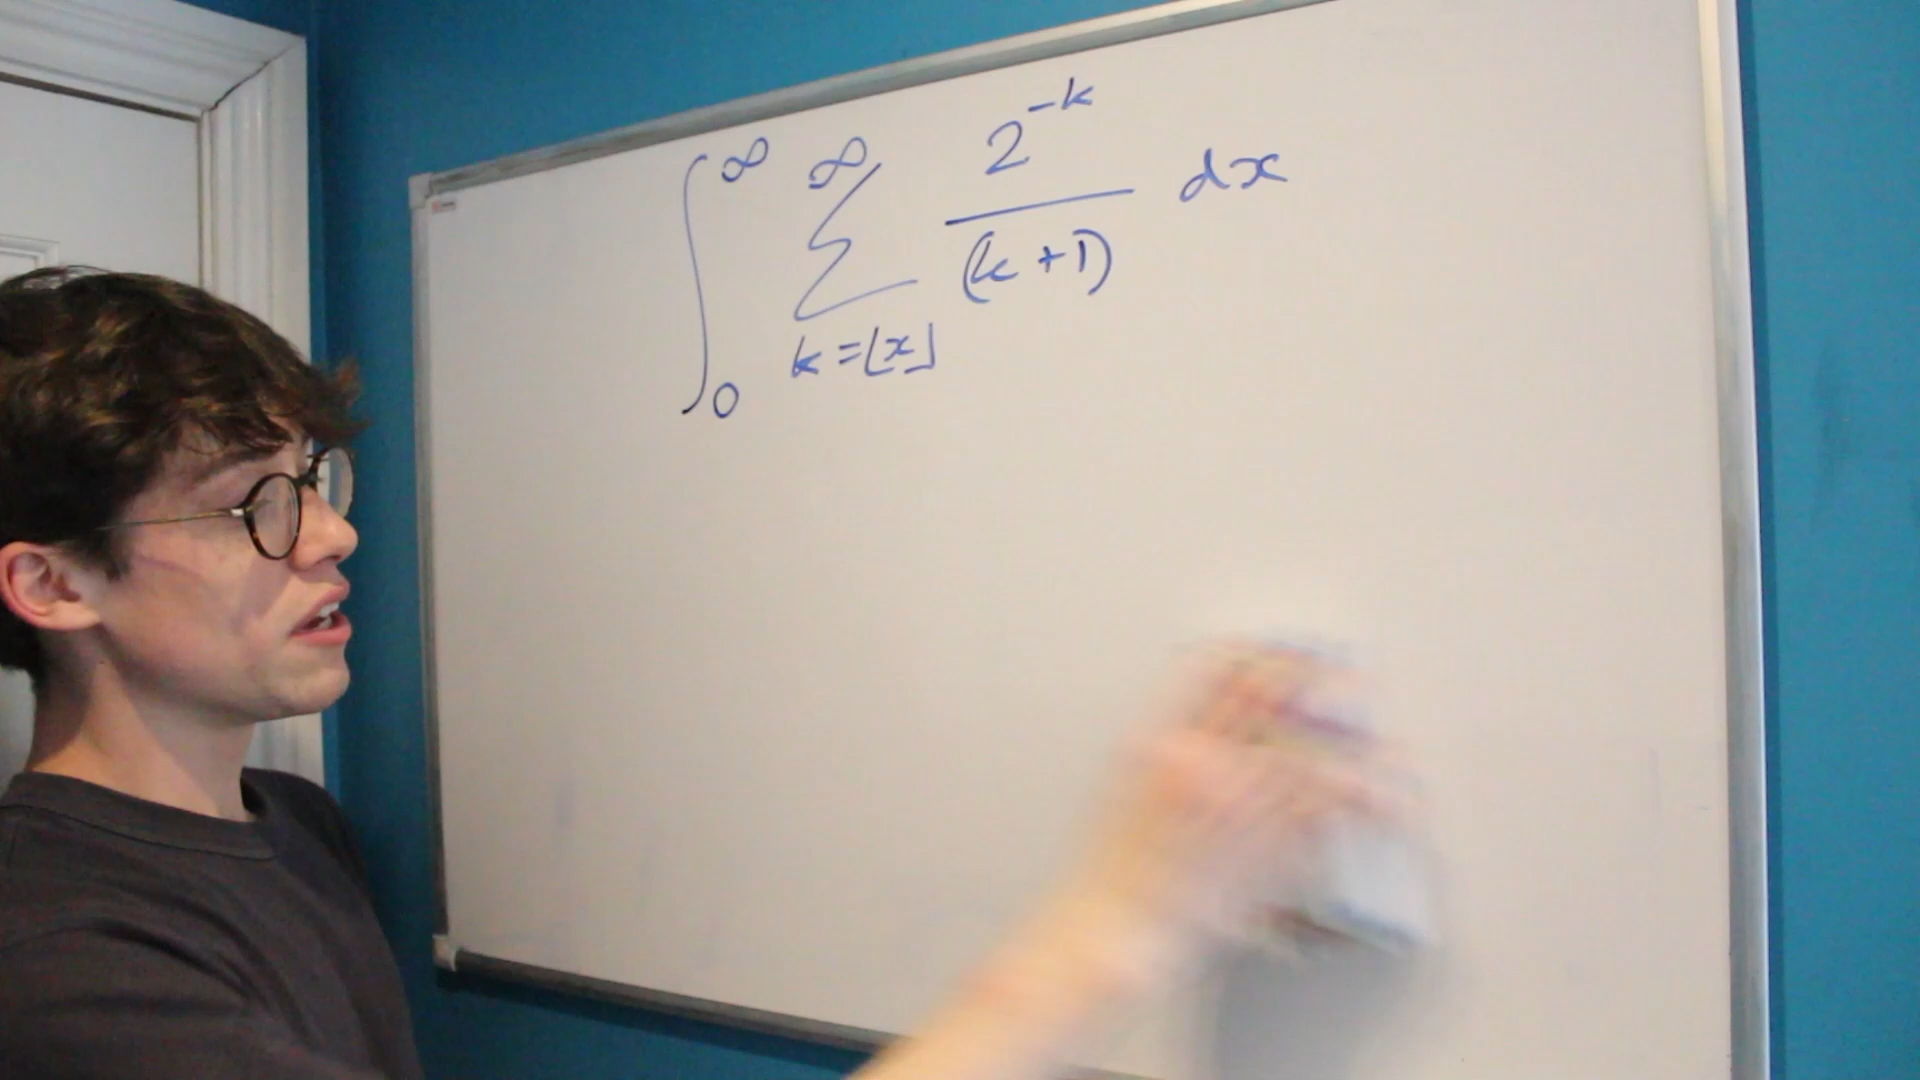 ∫₀^∞ ∑_{k=⌊x⌋}^∞ 2^{-k}/(k+1) dx